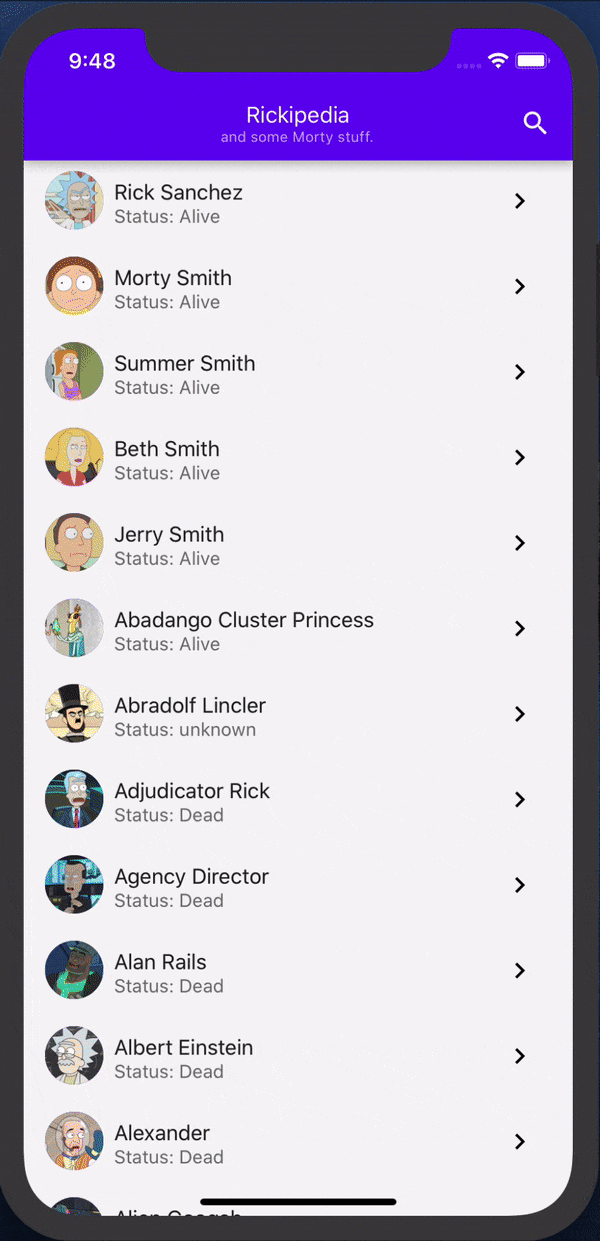 9:48
Rickipedia
and some Morty stuff.
Rick Sanchez
Status: Alive
Morty Smith
Status: Alive
Summer Smith
Status: Alive
Beth Smith
Status: Alive
Jerry Smith
Status: Alive
Abadango Cluster Princess
Status: Alive
Abradolf Lincler
Status: unknown
Adjudicator Rick
Status: Dead
Agency Director
Status: Dead
Alan Rails
Status: Dead
Albert Einstein
Status: Dead
Alexander
Status: Dead